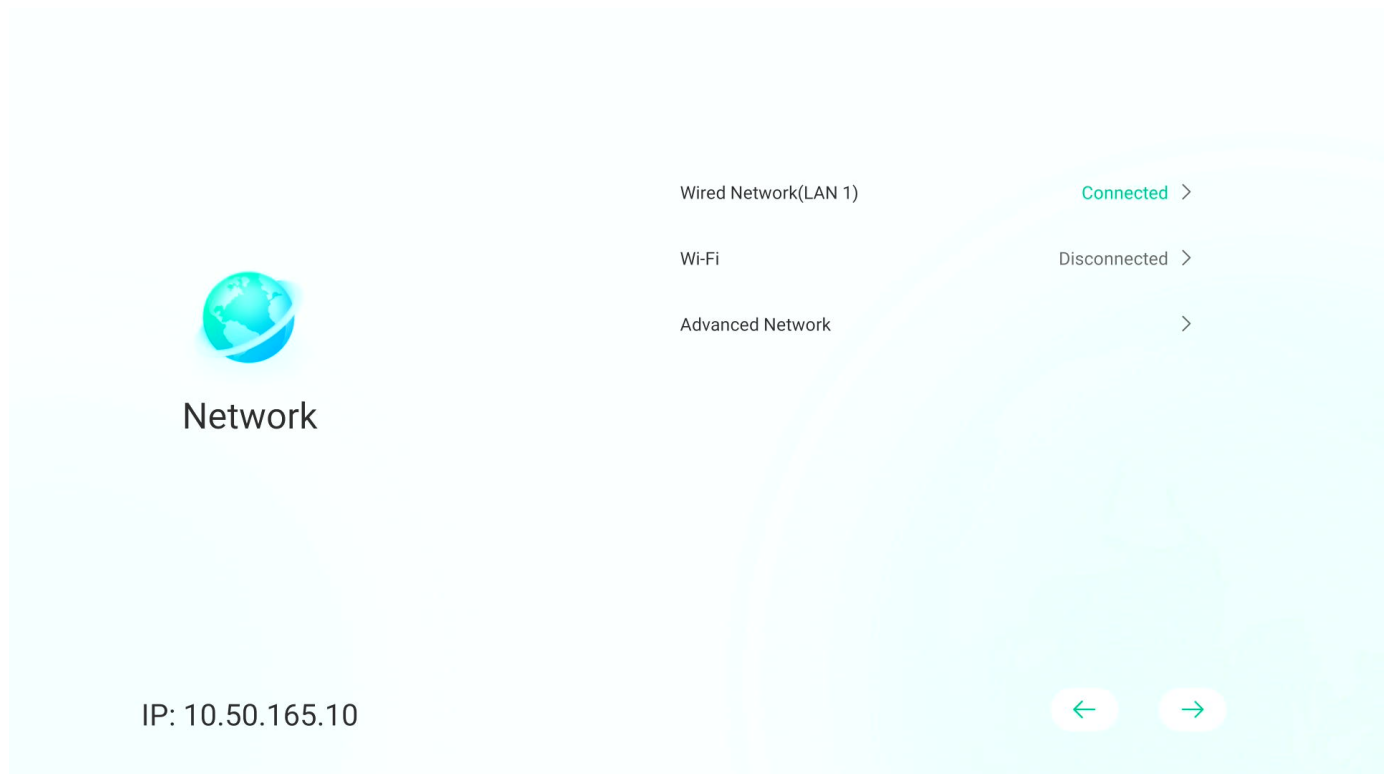 Wired Network(LAN 1) Connected
Wi-Fi Disconnected
Advanced Network
Network
IP: 10.50.165.10